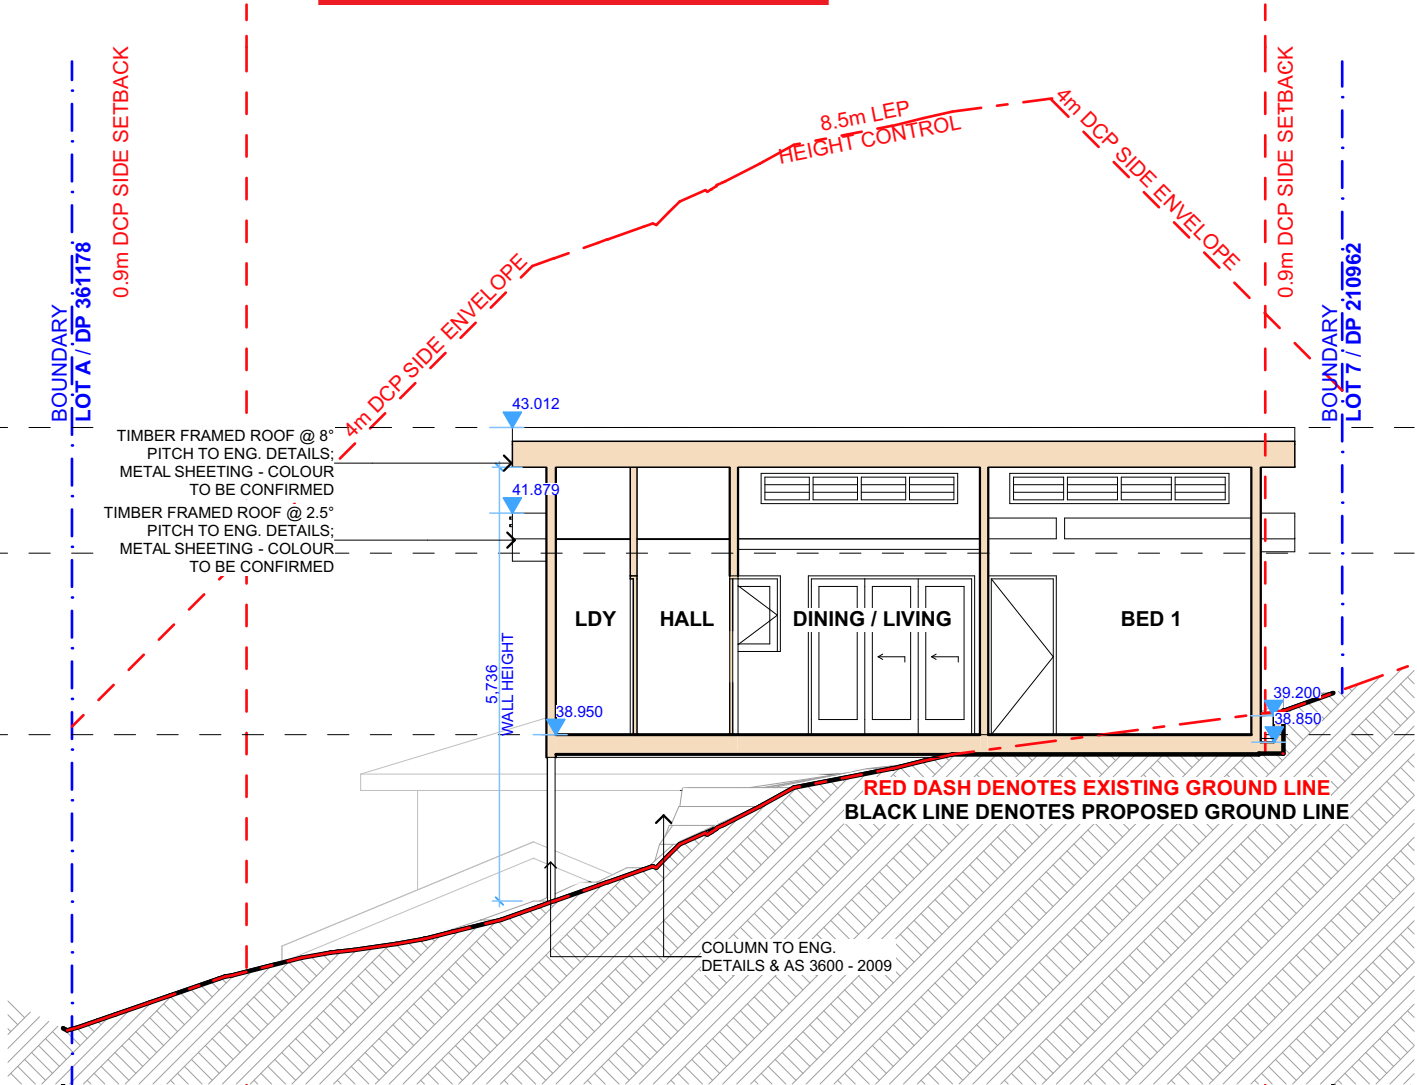 0.9m DCP SIDE SETBACK
BOUNDARY
LOT A / DP 361178
4m DCP SIDE ENVELOPE
8.5m LEP
HEIGHT CONTROL
4m DCP SIDE ENVELOPE
0.9m DCP SIDE SETBACK
BOUNDARY
LOT 7 / DP 210962
43.012
TIMBER FRAMED ROOF @ 8°
PITCH TO ENG. DETAILS;
METAL SHEETING - COLOUR
TO BE CONFIRMED
41.879
TIMBER FRAMED ROOF @ 2.5°
PITCH TO ENG. DETAILS;
METAL SHEETING - COLOUR
TO BE CONFIRMED
LDY
HALL
DINING / LIVING
BED 1
5,736
WALL HEIGHT
38.950
39.200
38.850
RED DASH DENOTES EXISTING GROUND LINE
BLACK LINE DENOTES PROPOSED GROUND LINE
COLUMN TO ENG.
DETAILS & AS 3600 - 2009